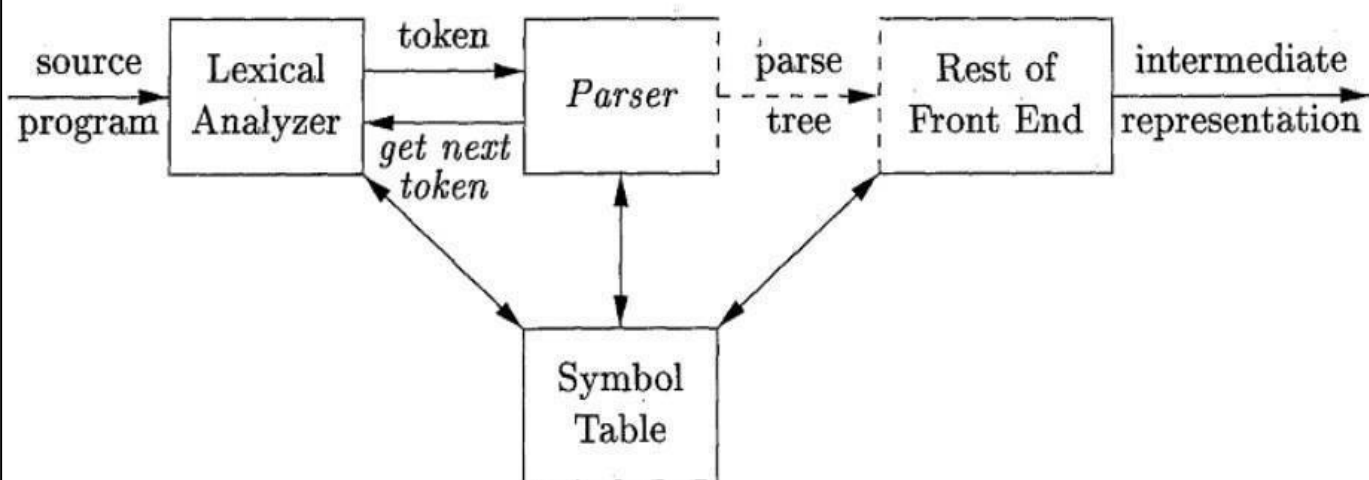 source
program
Lexical
Analyzer
token
get next
token
Parser
parse
tree
Rest of
Front End
intermediate
representation
Symbol
Table